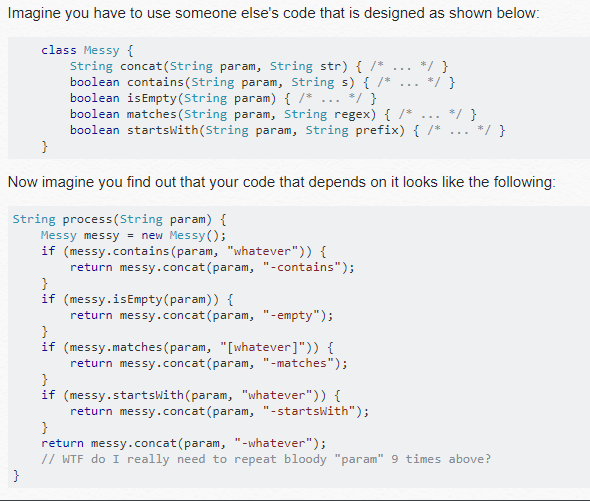 Imagine you have to use someone else's code that is designed as shown below:
class Messy {
String concat(String param, String str) { /* ... */ }
boolean contains(String param, String s) { /* ... */ }
boolean isEmpty(String param) { /* ... */ }
boolean matches(String param, String regex) { /* ... */ }
boolean startsWith(String param, String prefix) { /* ... */ }
}
Now imagine you find out that your code that depends on it looks like the following:
String process(String param) {
Messy messy = new Messy();
if (messy.contains(param, "whatever")) {
return messy.concat(param, "-contains");
}
if (messy.isEmpty(param)) {
return messy.concat(param, "-empty");
}
if (messy.matches(param, "[whatever]")) {
return messy.concat(param, "-matches");
}
if (messy.startsWith(param, "whatever")) {
return messy.concat(param, "-startsWith");
}
return messy.concat(param, "-whatever");
// WTF do I really need to repeat bloody "param" 9 times above?
}